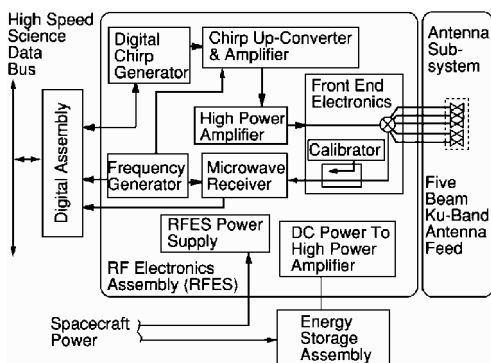 High Speed
Science
Data
Bus
Digital
Chirp
Generator
Chirp Up-Converter
& Amplifier
Antenna
Sub-
system
Front End
Electronics
High Power
Amplifier
Calibrator
Digital Assembly
Frequency
Generator
Microwave
Receiver
RFES Power
Supply
DC Power To
High Power
Amplifier
Five
Beam
Ku-Band
Antenna
Feed
RF Electronics
Assembly (RFES)
Spacecraft
Power
Energy
Storage
Assembly